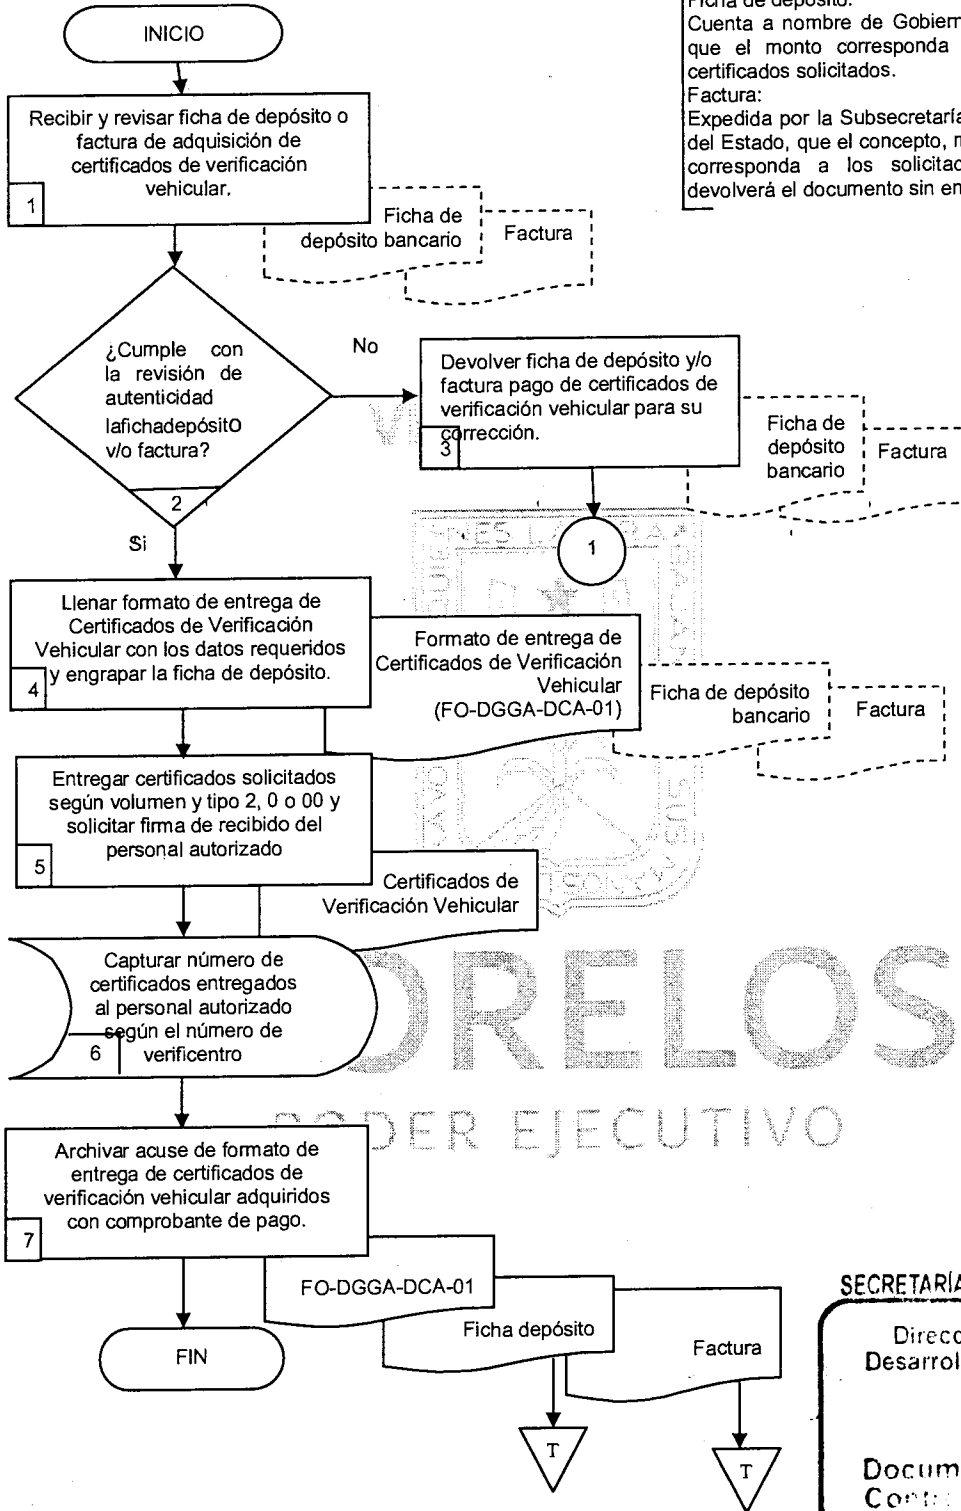 INICIO
Ficha de depósito:
Cuenta a nombre de Gobiern
que el monto corresponda
certificados solicitados.
Factura:
Expedida por la Subsecretaría
del Estado, que el concepto, 
corresponda a los solicitad
devolverá el documento sin en
Recibir y revisar ficha de depósito o
factura de adquisición de
certificados de verificación
vehicular.
1
Ficha de
depósito bancario
Factura
¿Cumple con
la revisión de
autenticidad
lafichadepósitO
v/o factura?
2
No
Devolver ficha de depósito y/o
factura pago de certificados de
verificación vehicular para su
corrección.
3
Ficha de
depósito
bancario
Factura
1
Si
Llenar formato de entrega de
Certificados de Verificación
Vehicular con los datos requeridos
y engrapar la ficha de depósito.
4
Formato de entrega de
Certificados de Verificación
Vehicular
(FO-DGGA-DCA-01)
Ficha de depósito
bancario
Factura
Entregar certificados solicitados
según volumen y tipo 2, 0 o 00 y
solicitar firma de recibido del
personal autorizado
5
Certificados de
Verificación Vehicular
Capturar número de
certificados entregados
al personal autorizado
según el número de
verificentro
6
ORELOS
PODER EJECUTIVO
Archivar acuse de formato de
entrega de certificados de
verificación vehicular adquiridos
con comprobante de pago.
7
FO-DGGA-DCA-01
Ficha depósito
Factura
FIN
T
T
SECRETARÍA
Direcc
Desarrol
Docum
Contr